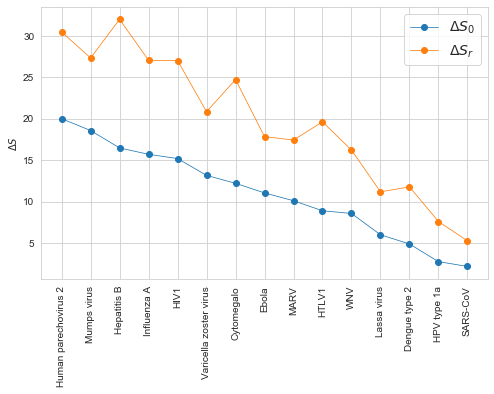 ΔS₀
ΔSᵣ
30
25
20
15
10
5
ΔS
Human parechovirus 2
Mumps virus
Hepatitis B
Influenza A
HIV1
Varicella zoster virus
Cytomegalo
Ebola
MARV
HTLV1
WNV
Lassa virus
Dengue type 2
HPV type 1a
SARS-CoV